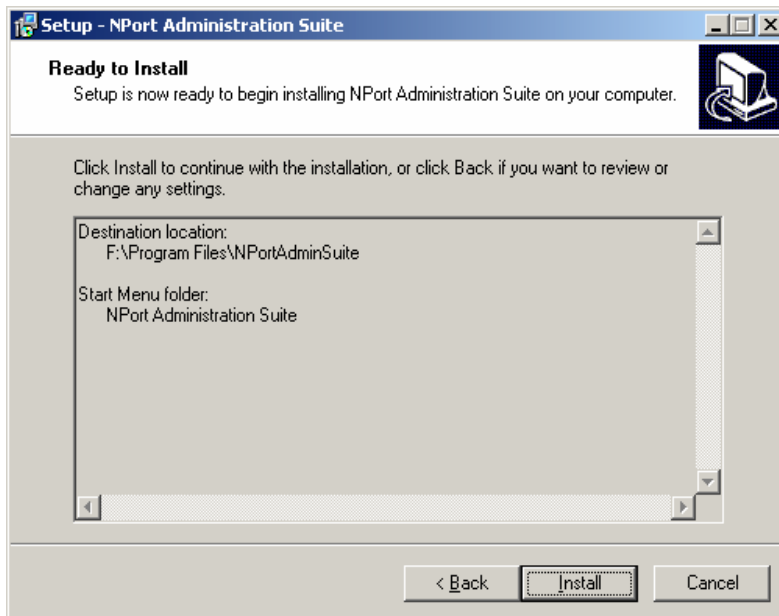 Setup - NPort Administration Suite
Ready to Install
Setup is now ready to begin installing NPort Administration Suite on your computer.
Click Install to continue with the installation, or click Back if you want to review or
change any settings.
Destination location:
F:\Program Files\NPortAdminSuite
Start Menu folder:
NPort Administration Suite
< Back
Install
Cancel